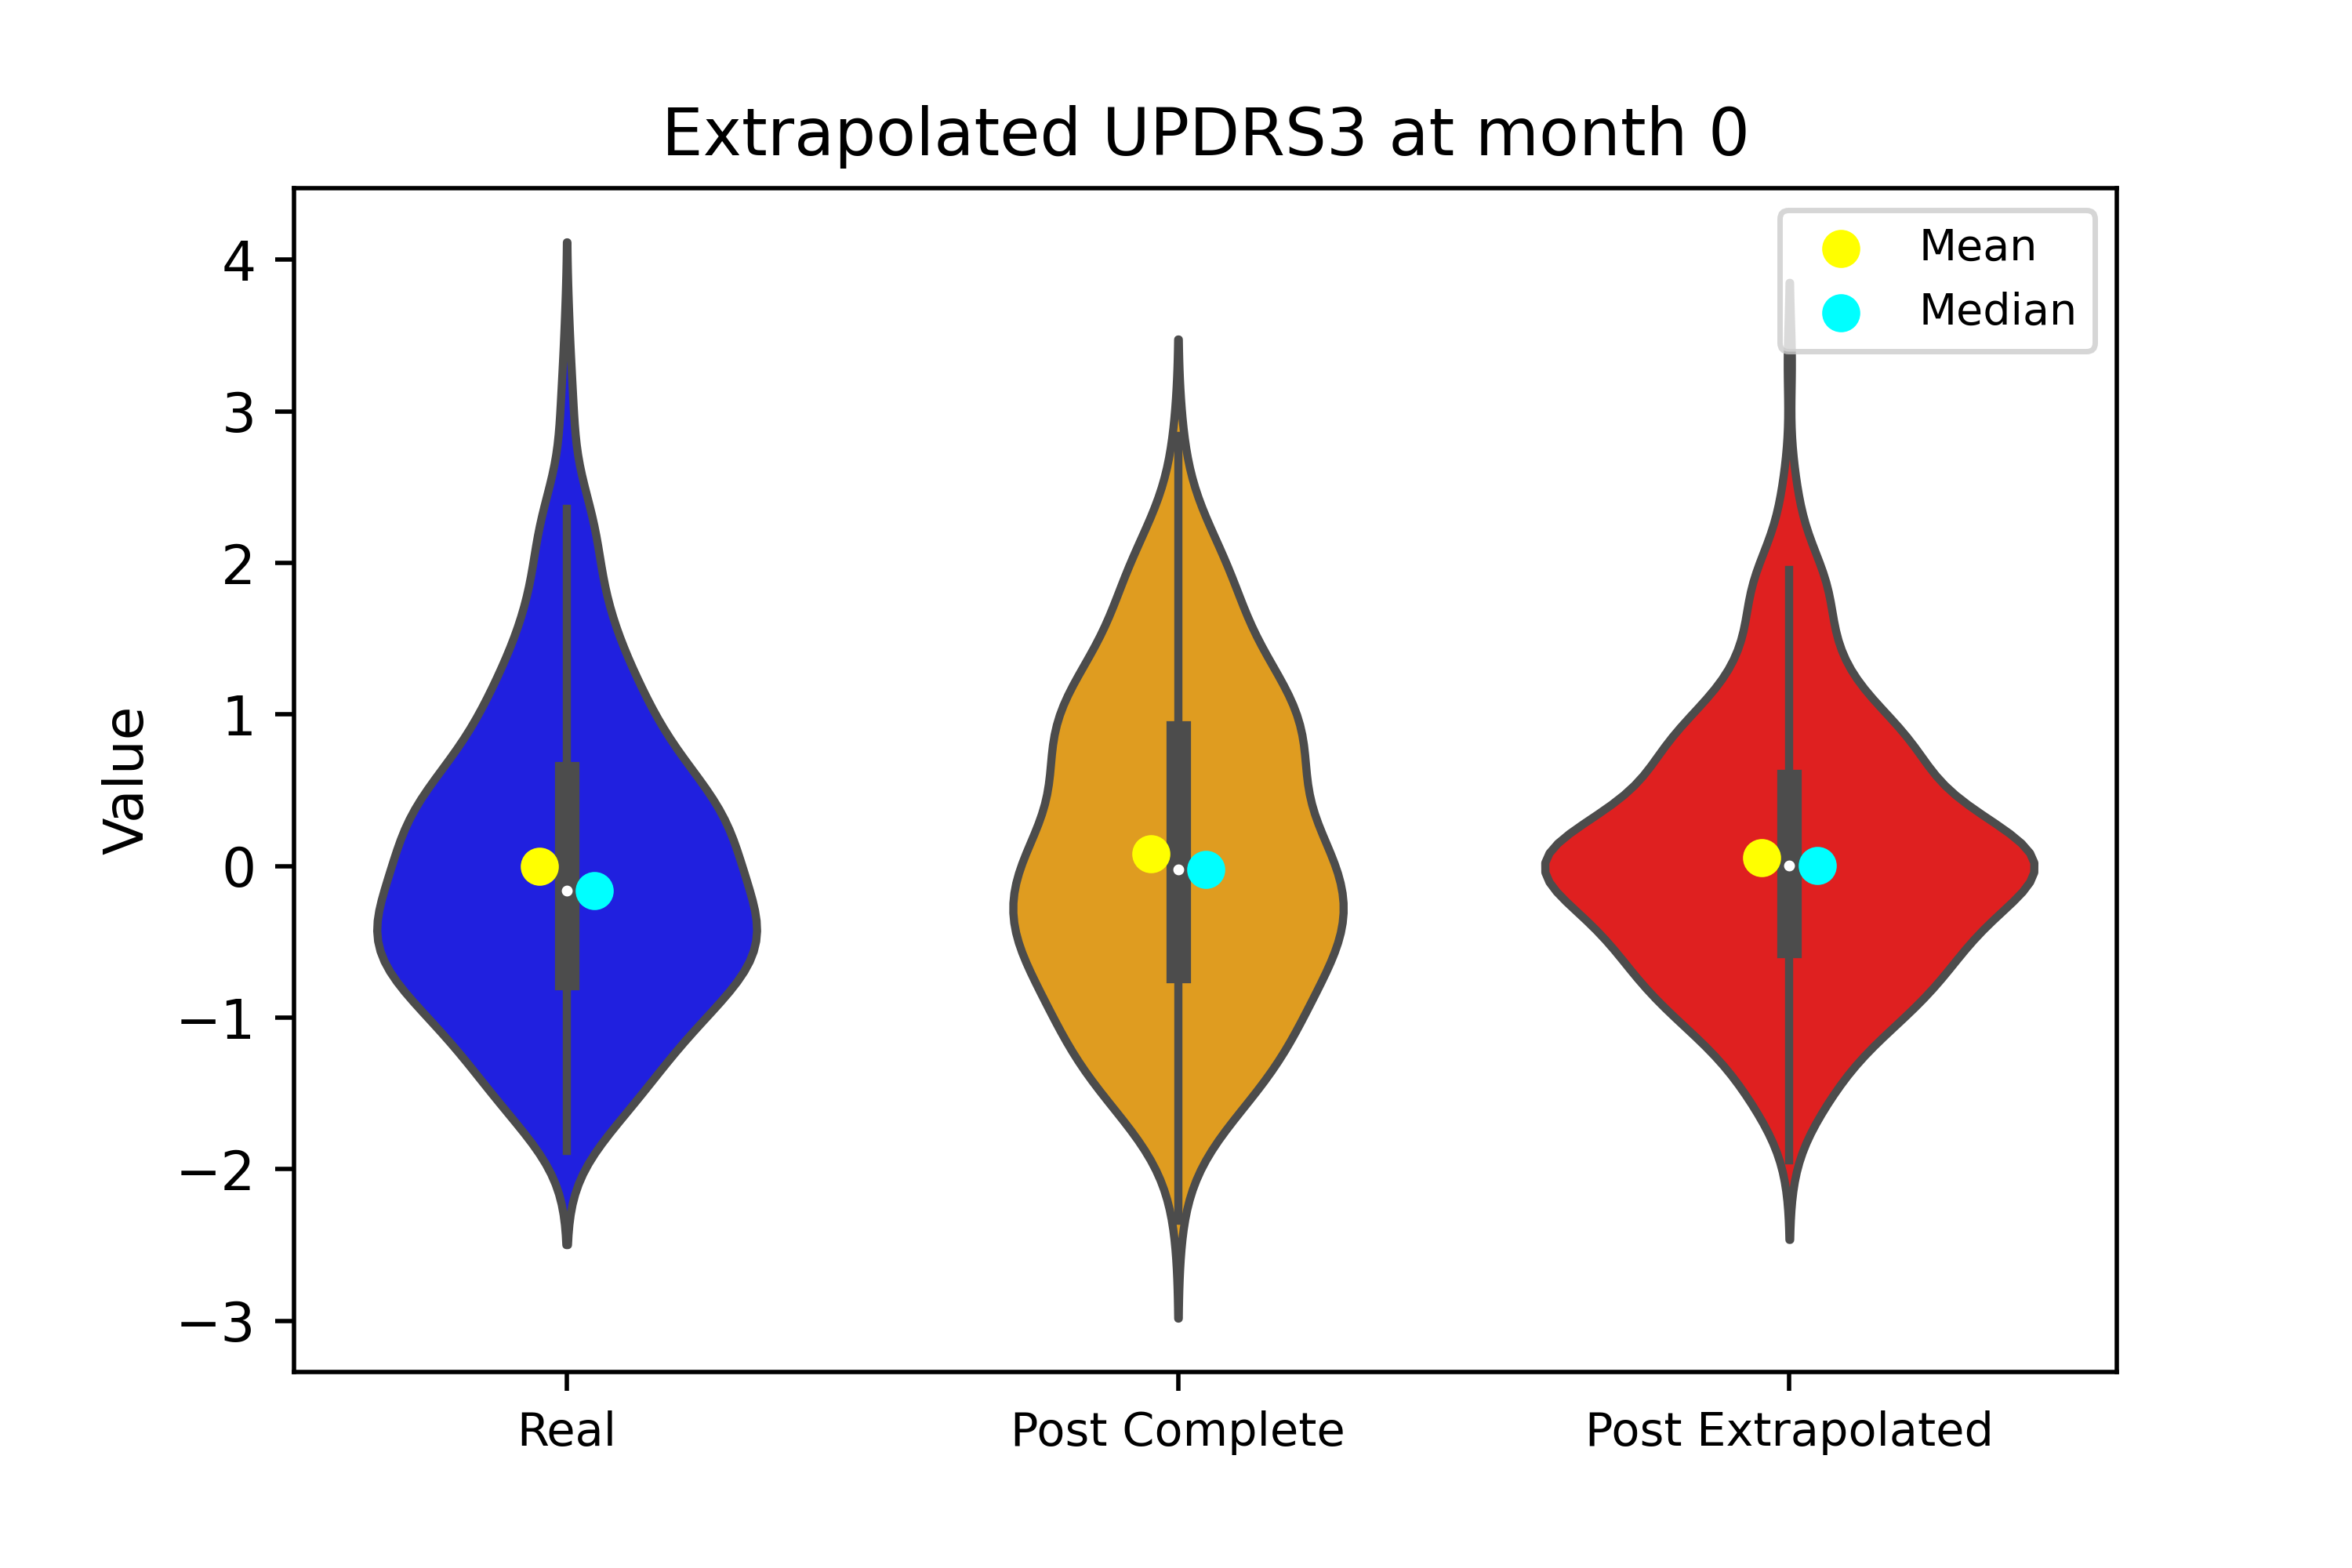 Extrapolated UPDRS3 at month 0
Mean
Median
4
3
2
1
0
−1
−2
−3
Value
Real
Post Complete
Post Extrapolated